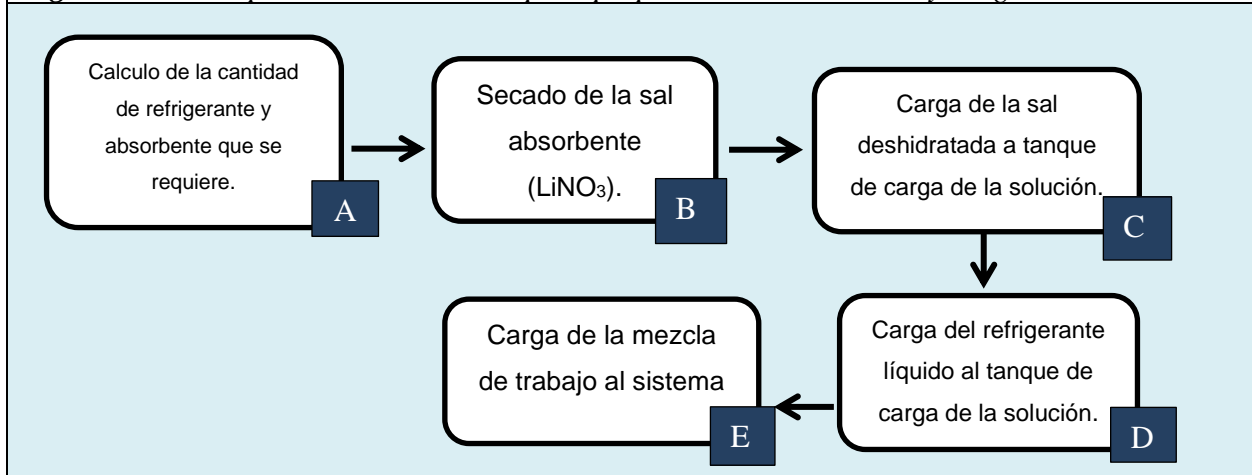 Calculo de la cantidad
de refrigerante y
absorbente que se
requiere.
A
Secado de la sal
absorbente
(LiNO₃).
B
Carga de la sal
deshidratada a tanque
de carga de la solución.
C
Carga del refrigerante
líquido al tanque de
carga de la solución.
D
Carga de la mezcla
de trabajo al sistema
E